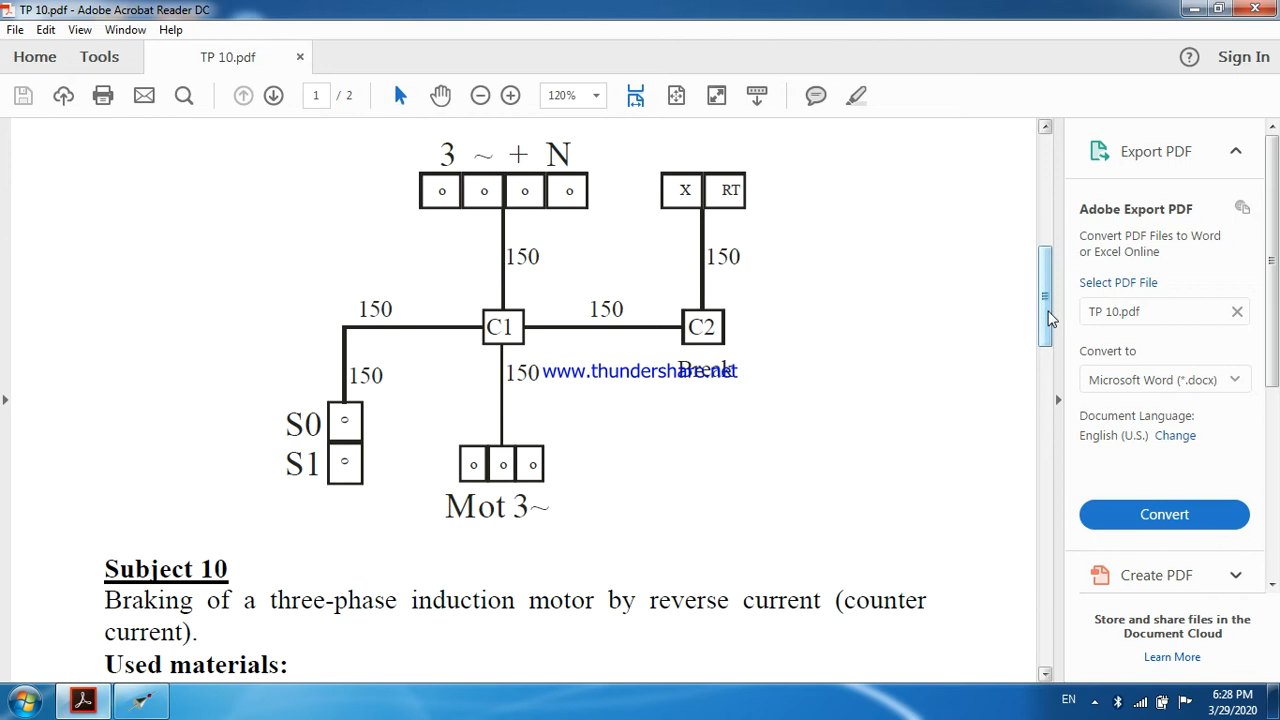 TP 10.pdf - Adobe Acrobat Reader DC
File Edit View Window Help
Home Tools TP 10.pdf × ? Sign In
1 / 2 120%
3 ~ + N
X RT
150 150
150 150
C1 C2
150 www.thundershare.net
Break
150
S0
S1
Mot 3~
Subject 10
Braking of a three-phase induction motor by reverse current (counter
current).
Used materials:
Export PDF
Adobe Export PDF
Convert PDF Files to Word
or Excel Online
Select PDF File
TP 10.pdf
Convert to
Microsoft Word (*.docx)
Document Language:
English (U.S.) Change
Convert
Create PDF
Store and share files in the
Document Cloud
Learn More
EN
6:28 PM
3/29/2020